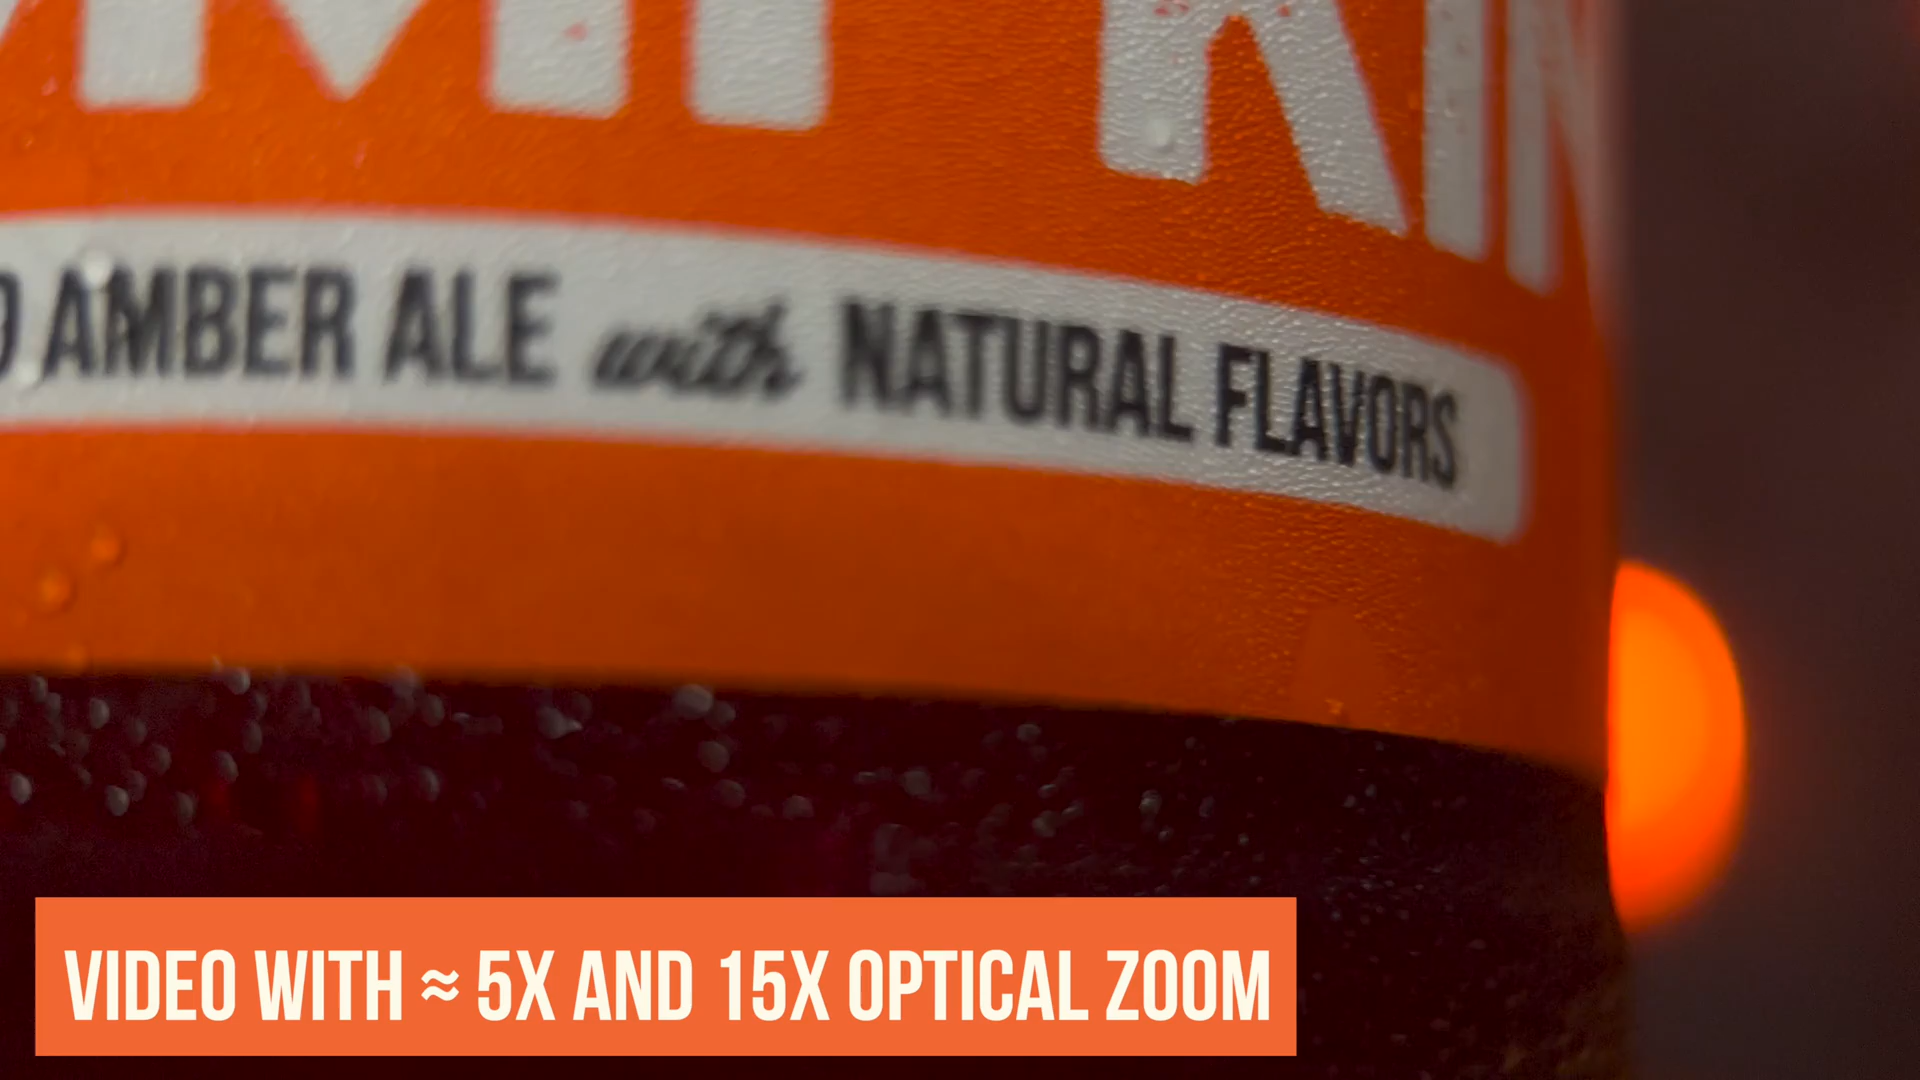 AMBER ALE with NATURAL FLAVORS
VIDEO WITH ≈ 5X AND 15X OPTICAL ZOOM